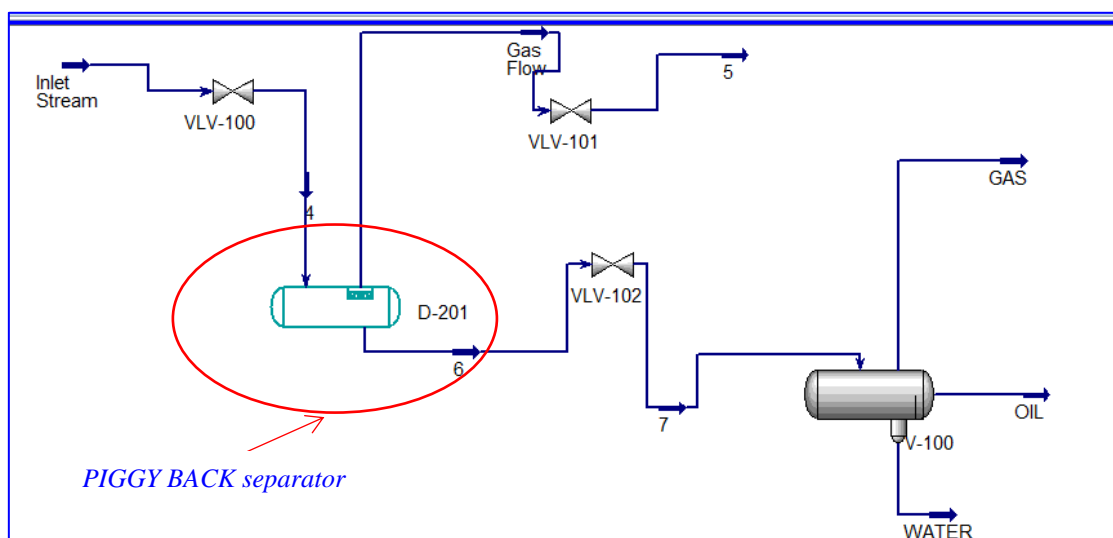 Inlet
Stream
VLV-100
Gas
Flow
5
VLV-101
4
GAS
VLV-102
D-201
6
7
OIL
V-100
WATER
PIGGY BACK separator